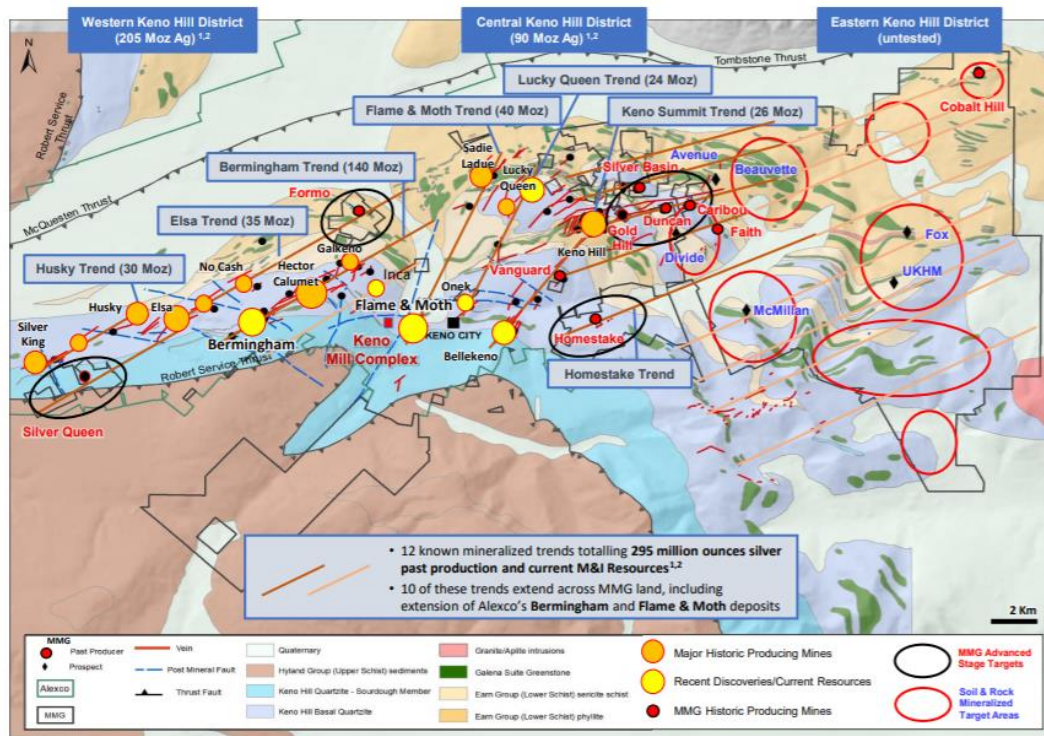 Western Keno Hill District
(205 Moz Ag) 1,2
Central Keno Hill District
(90 Moz Ag) 1,2
Eastern Keno Hill District
(untested)
N
Tombstone Thrust
Lucky Queen Trend (24 Moz)
Cobalt Hill
Robert Service
Thrust
Flame & Moth Trend (40 Moz)
Keno Summit Trend (26 Moz)
Sadie
Ladue
Bermingham Trend (140 Moz)
Lucky
Queen
Silver Basin
Avenue
Beauvette
McQuesten Thrust
Formo
Elsa Trend (35 Moz)
Duncan
Caribou
Gold
Hill
Faith
Fox
Galkeno
Keno Hill
Divide
Husky Trend (30 Moz)
No Cash
Hector
Calumet
Inca
Vanguard
UKHM
Husky
Elsa
Flame & Moth
Onek
McMillan
Silver
King
Bermingham
Keno
Mill Complex
KENO CITY
Homestake
Robert Service Thrust
Bellekeno
Homestake Trend
Silver Queen
• 12 known mineralized trends totalling 295 million ounces silver
past production and current M&I Resources1,2
• 10 of these trends extend across MMG land, including
extension of Alexco's Bermingham and Flame & Moth deposits
2 Km
MMG
Past Producer
Prospect
Alexco
MMG
Vein
Post Mineral Fault
Thrust Fault
Quaternary
Hyland Group (Upper Schist) sediments
Keno Hill Quartzite - Sourdough Member
Keno Hill Basal Quartzite
Granite/Aplite intrusions
Galena Suite Greenstone
Earn Group (Lower Schist) sericite schist
Earn Group (Lower Schist) phyllite
Major Historic Producing Mines
Recent Discoveries/Current Resources
MMG Historic Producing Mines
MMG Advanced
Stage Targets
Soil & Rock
Mineralized
Target Areas